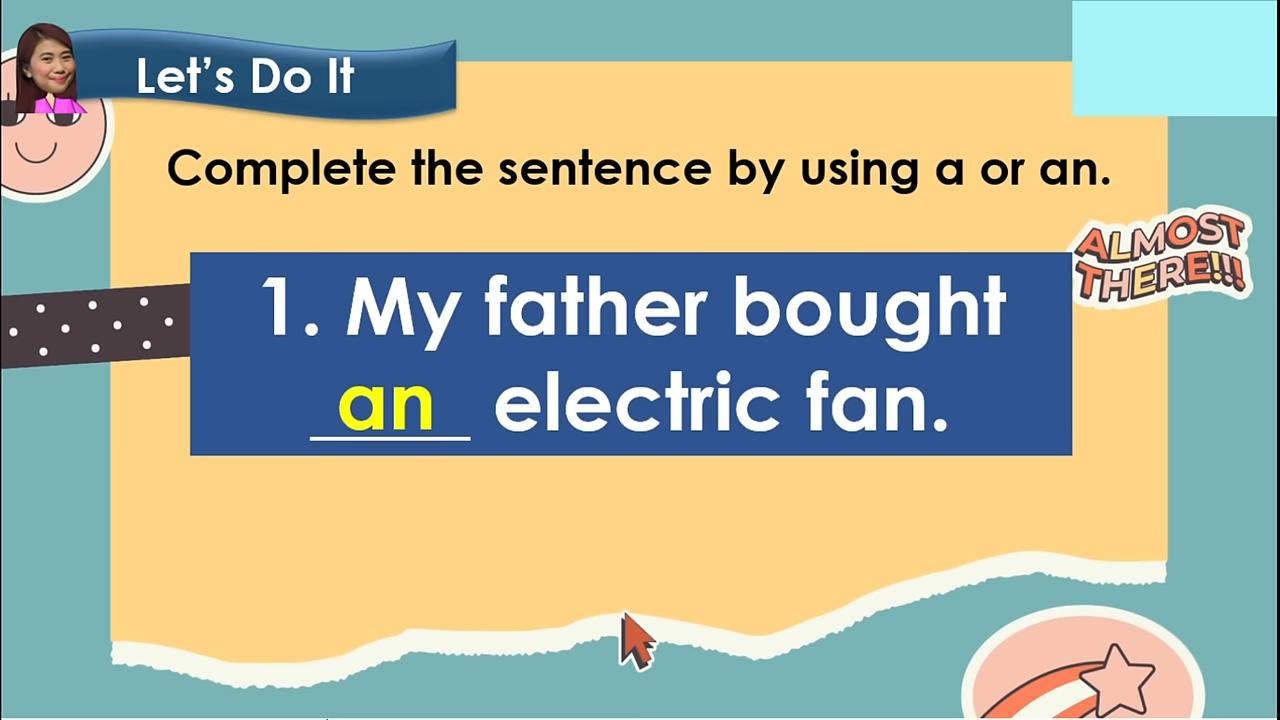 Let's Do It
Complete the sentence by using a or an.
ALMOST
THERE!!!
1. My father bought
an electric fan.